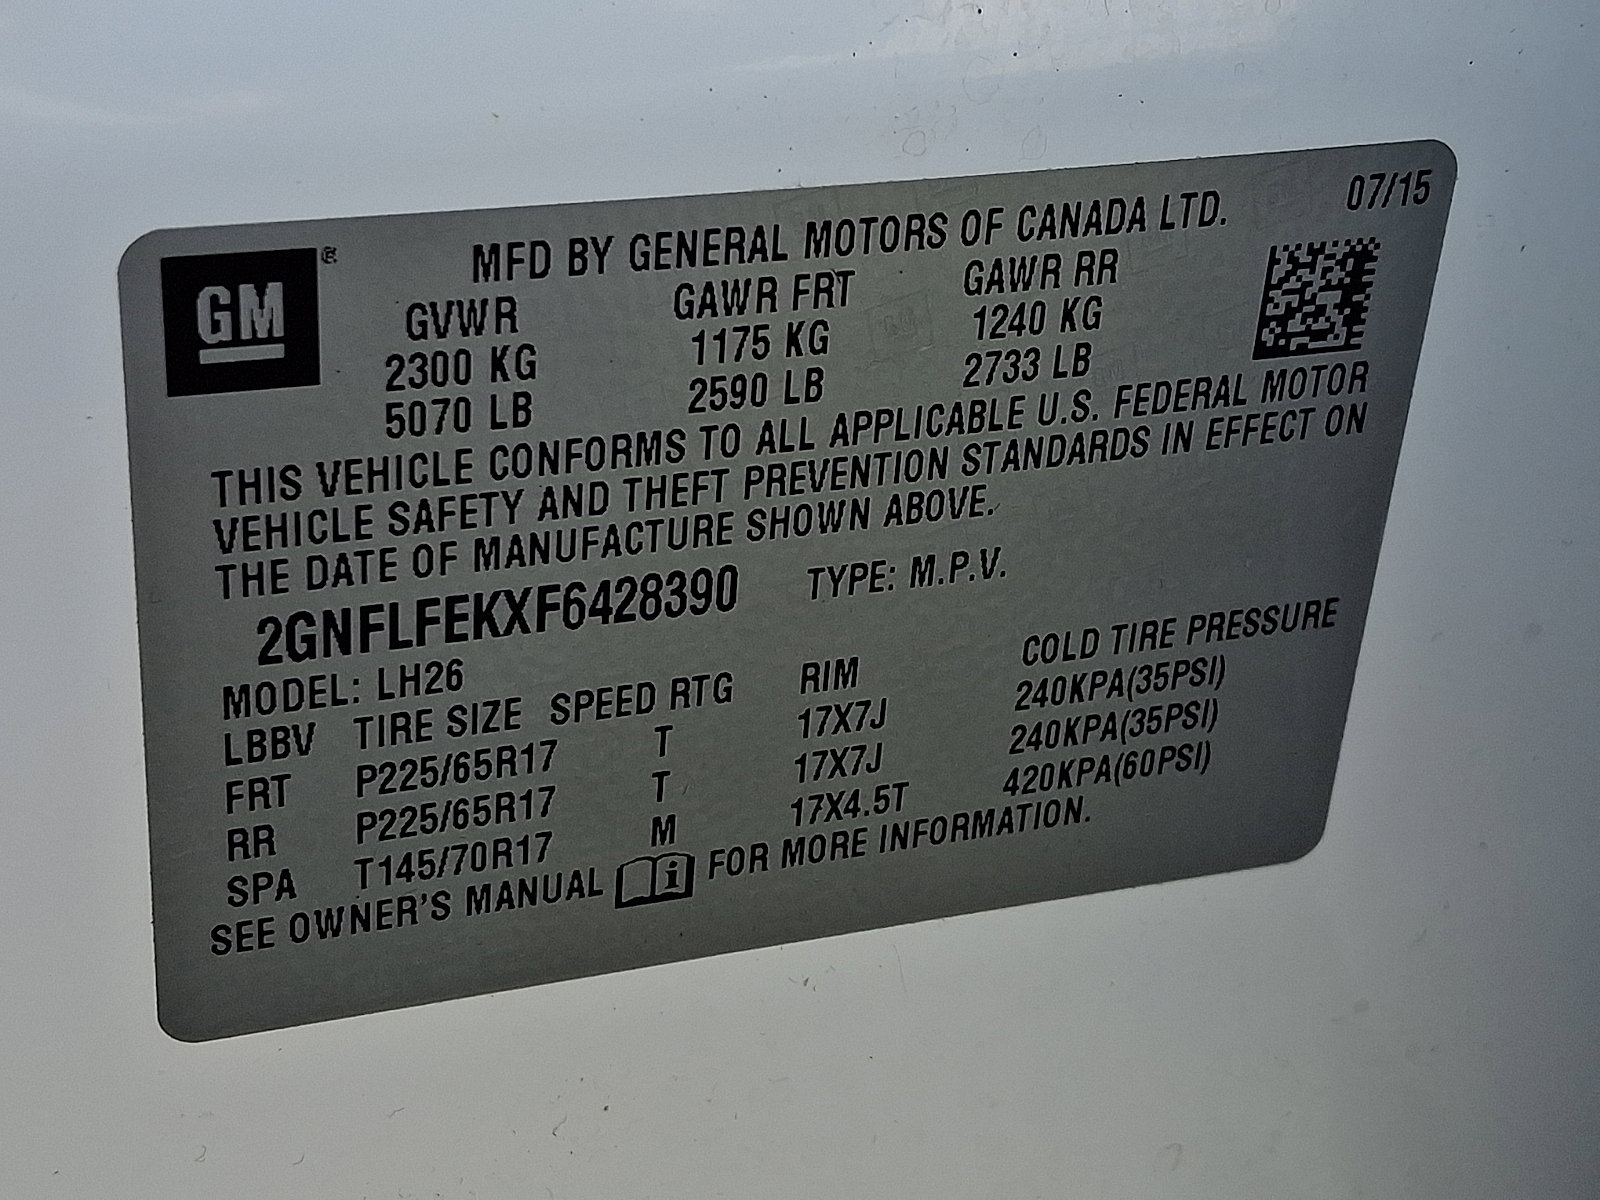 GM ®
MFD BY GENERAL MOTORS OF CANADA LTD. 07/15
GVWR GAWR FRT GAWR RR
2300 KG 1175 KG 1240 KG
5070 LB 2590 LB 2733 LB
THIS VEHICLE CONFORMS TO ALL APPLICABLE U.S. FEDERAL MOTOR
VEHICLE SAFETY AND THEFT PREVENTION STANDARDS IN EFFECT ON
THE DATE OF MANUFACTURE SHOWN ABOVE.
2GNFLFEKXF6428390 TYPE: M.P.V.
MODEL: LH26
LBBV TIRE SIZE SPEED RTG RIM COLD TIRE PRESSURE
FRT P225/65R17 T 17X7J 240KPA(35PSI)
RR P225/65R17 T 17X7J 240KPA(35PSI)
SPA T145/70R17 M 17X4.5T 420KPA(60PSI)
SEE OWNER'S MANUAL FOR MORE INFORMATION.